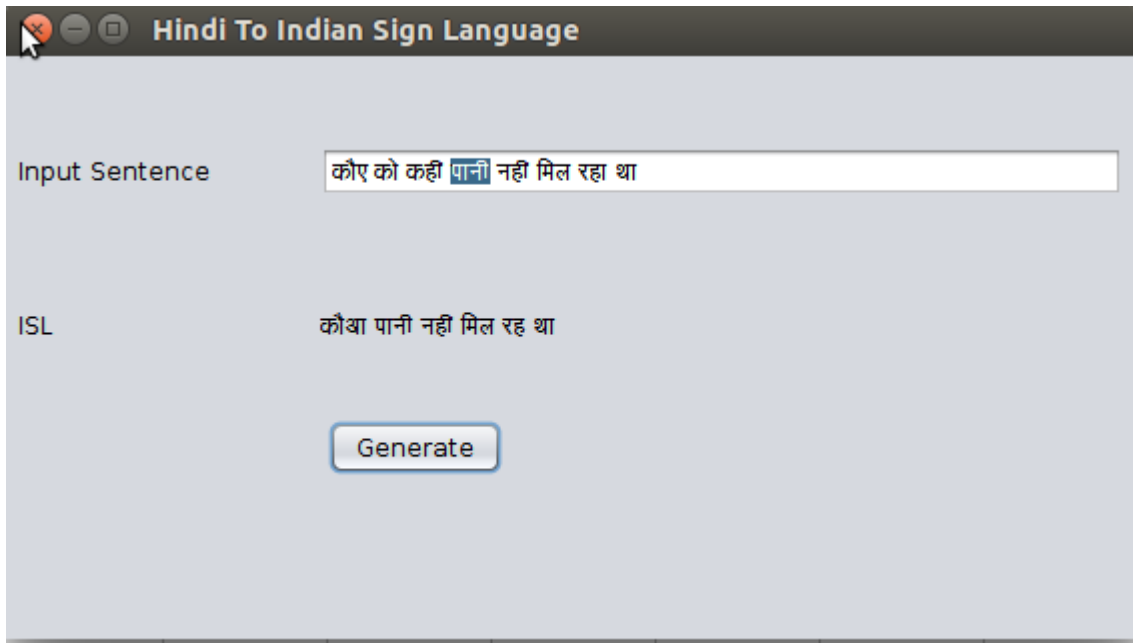 Hindi To Indian Sign Language
Input Sentence कौए को कहीं पानी नहीं मिल रहा था
ISL कौआ पानी नहीं मिल रह था
Generate